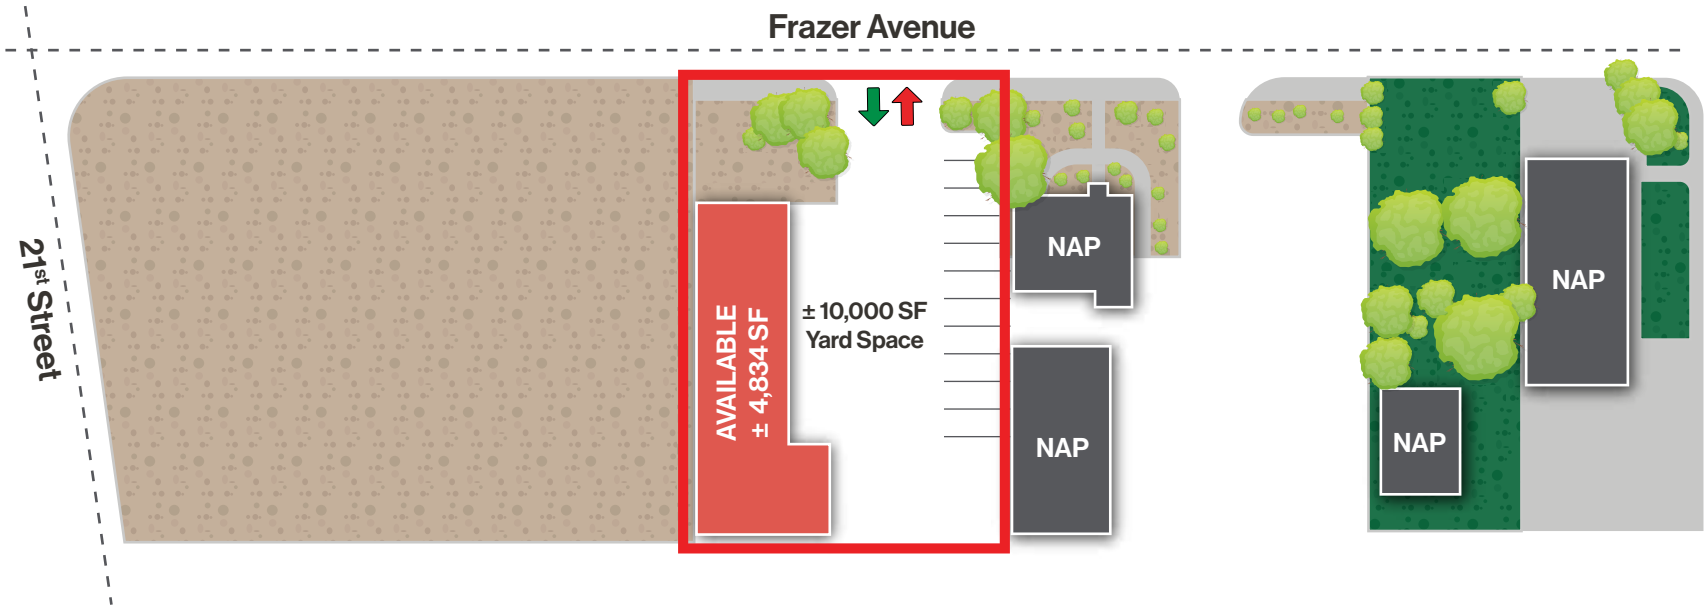 Frazer Avenue
21st Street
AVAILABLE
± 4,834 SF
± 10,000 SF
Yard Space
NAP
NAP
NAP
NAP